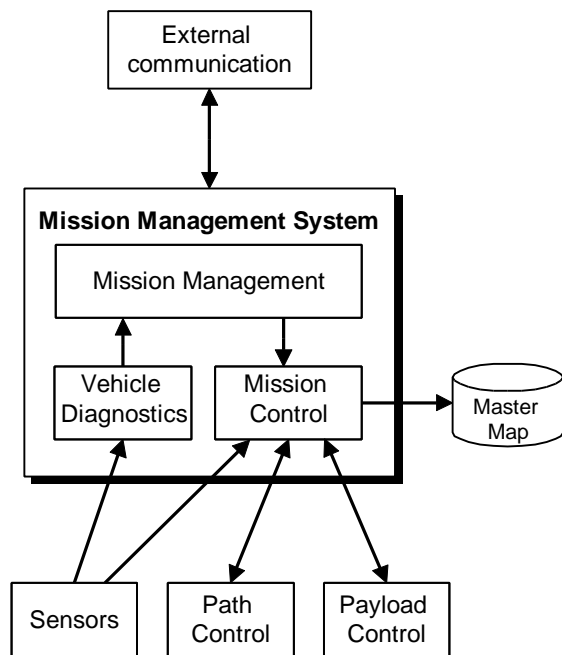 External
communication
Mission Management System
Mission Management
Vehicle
Diagnostics
Mission
Control
Master
Map
Sensors
Path
Control
Payload
Control